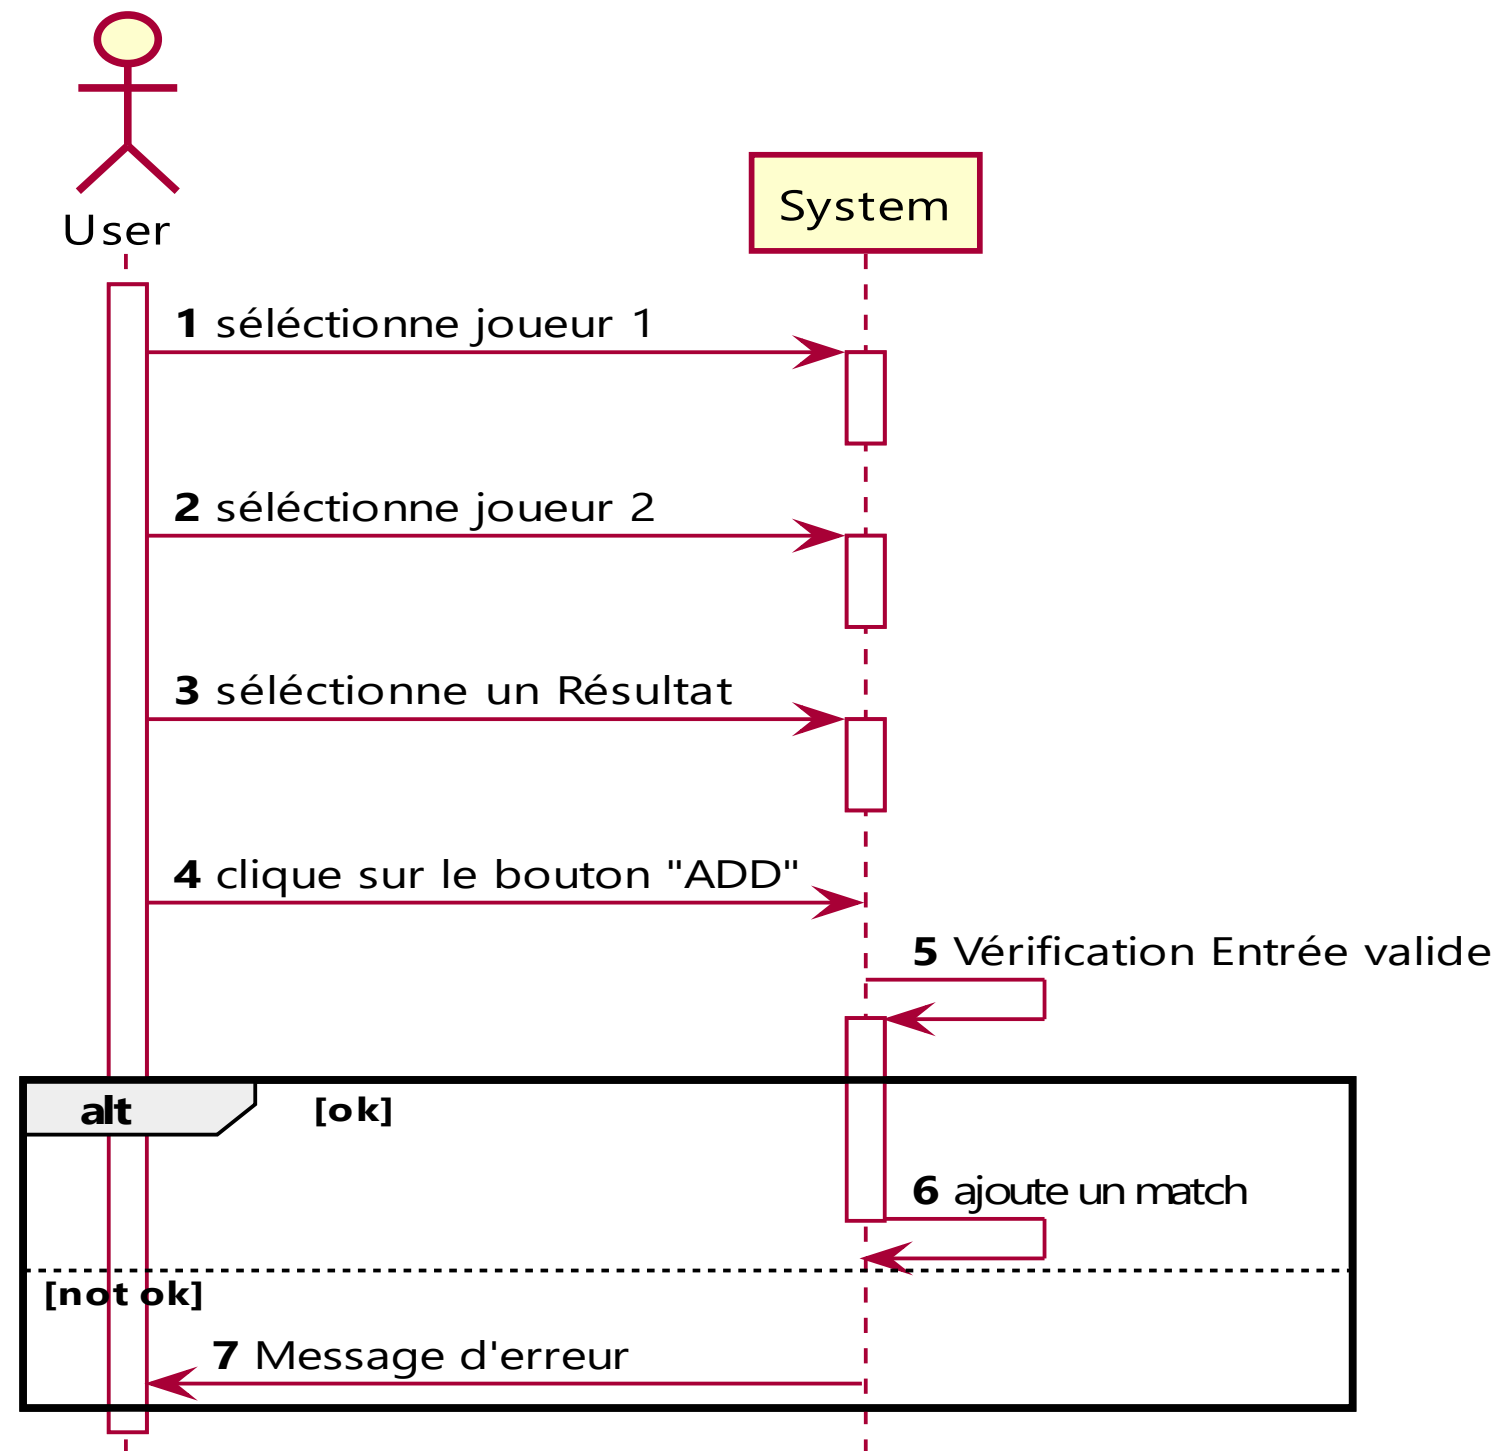 User
System
1 séléctionne joueur 1
2 séléctionne joueur 2
3 séléctionne un Résultat
4 clique sur le bouton "ADD"
5 Vérification Entrée valide
alt [ok]
6 ajoute un match
[not ok]
7 Message d'erreur